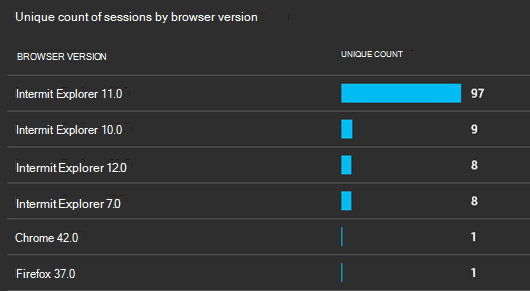 Unique count of sessions by browser version
BROWSER VERSION UNIQUE COUNT
Intermit Explorer 11.0 97
Intermit Explorer 10.0 9
Intermit Explorer 12.0 8
Intermit Explorer 7.0 8
Chrome 42.0 1
Firefox 37.0 1